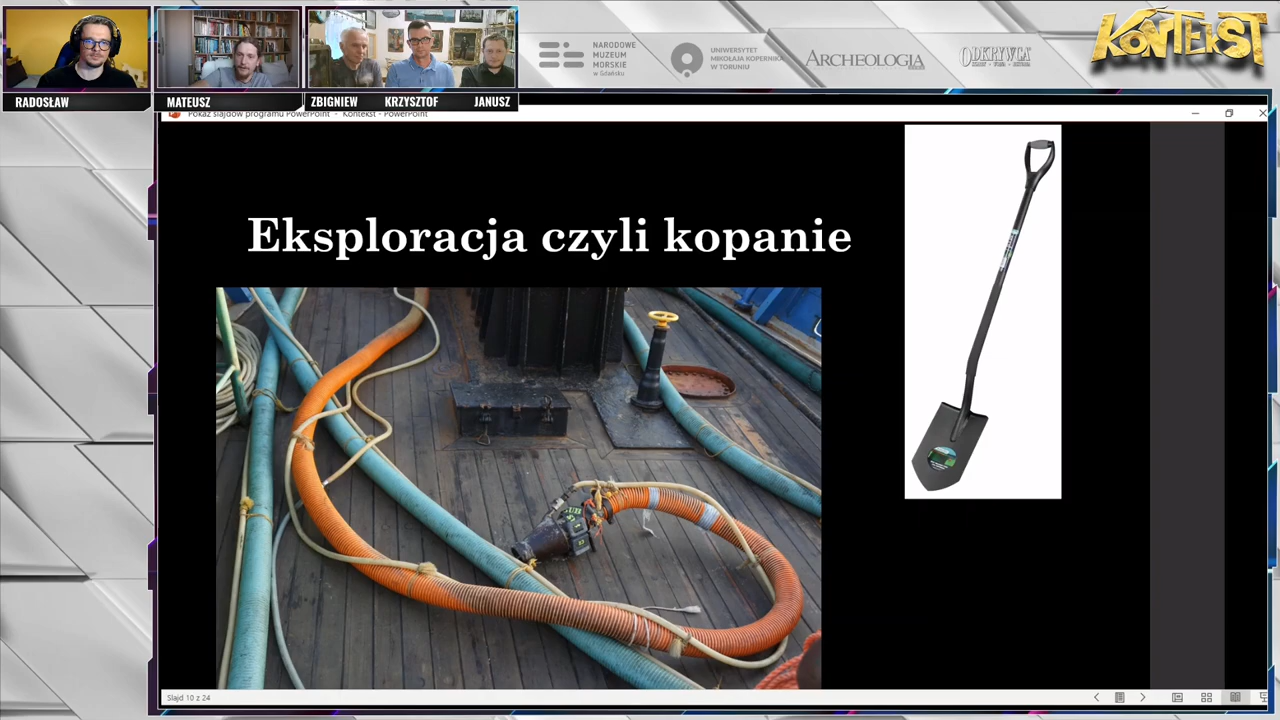 RADOSŁAW
MATEUSZ
ZBIGNIEW
KRZYSZTOF
JANUSZ
NARODOWE
MUZEUM
MORSKIE
w Gdańsku
UNIWERSYTET
MIKOŁAJA KOPERNIKA
W TORUNIU
ARCHEOLOGIA
ODKRYWCA
KONTEKST
Pokaz slajdów programu PowerPoint - Kontekst - PowerPoint
Eksploracja czyli kopanie
Slajd 10 z 24